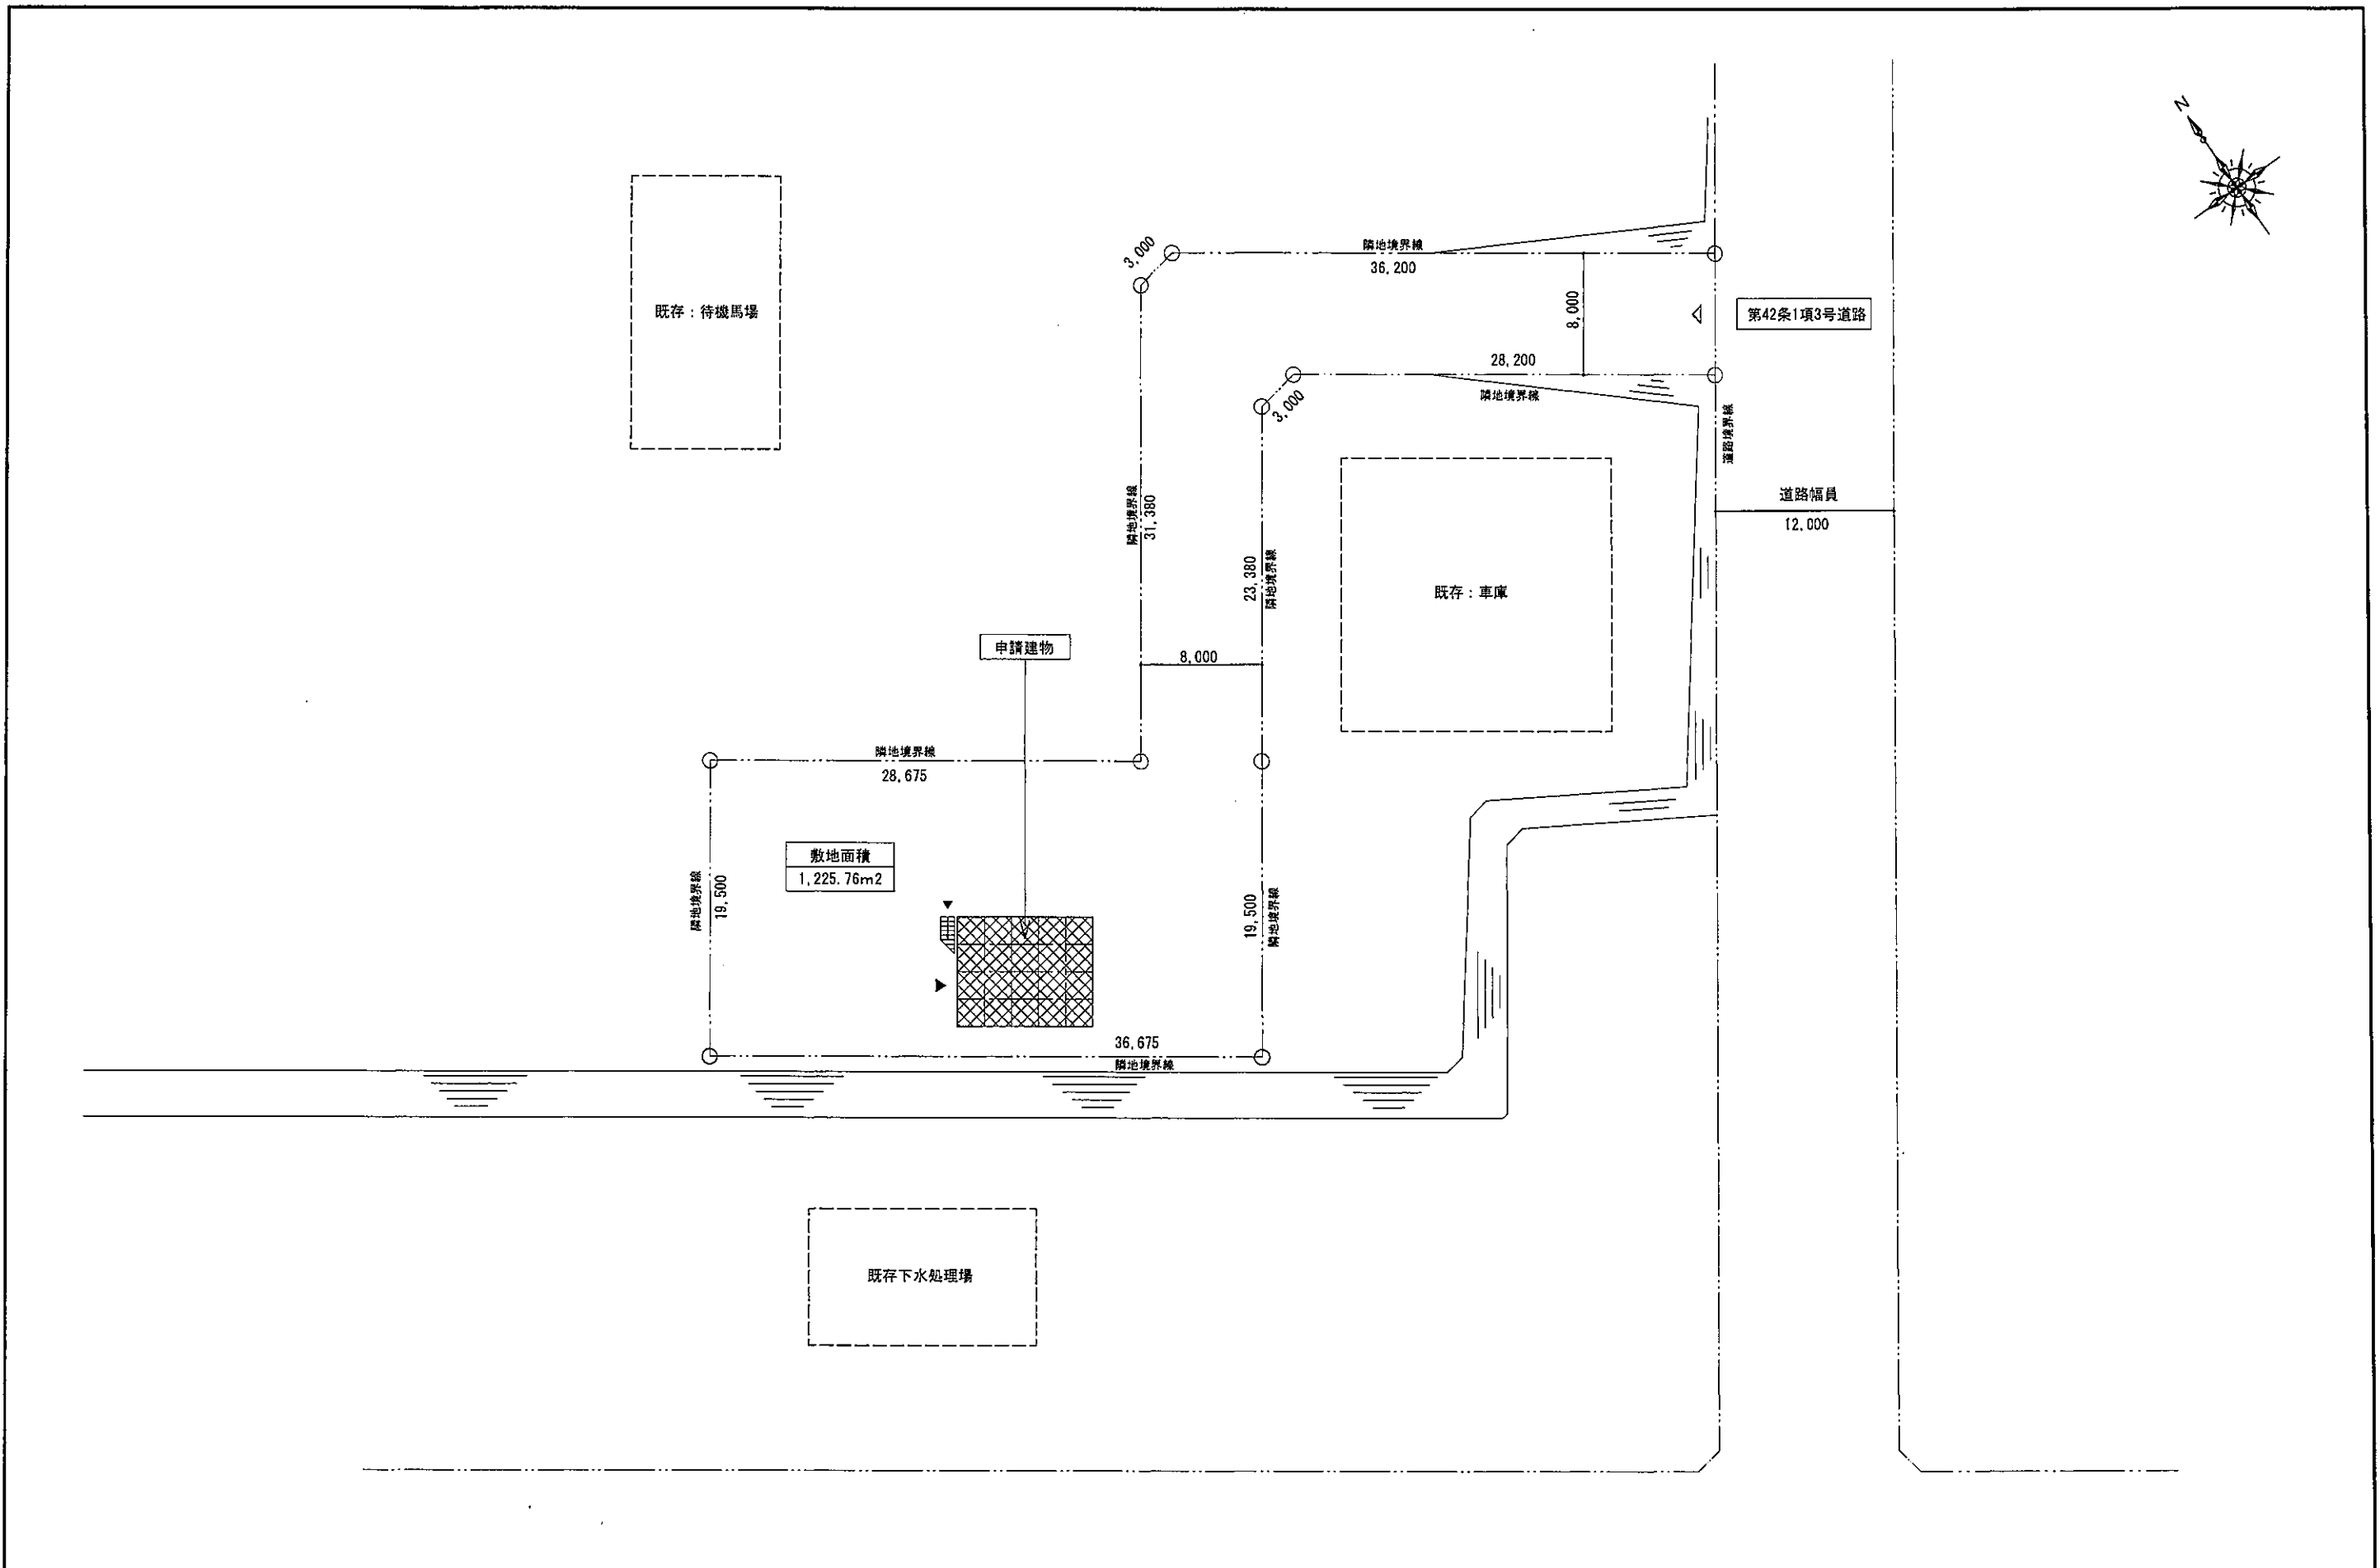 N
3,000
隣地境界線
36,200
既存：待機馬場
8,000
第42条1項3号道路
28,200
隣地境界線
3,000
道路境界線
隣地境界線
31,380
道路幅員
12,000
23,380
隣地境界線
既存：車庫
申請建物
8,000
隣地境界線
28,675
敷地面積
1,225.76m2
隣地境界線
19,500
19,500
隣地境界線
36,675
隣地境界線
既存下水処理場